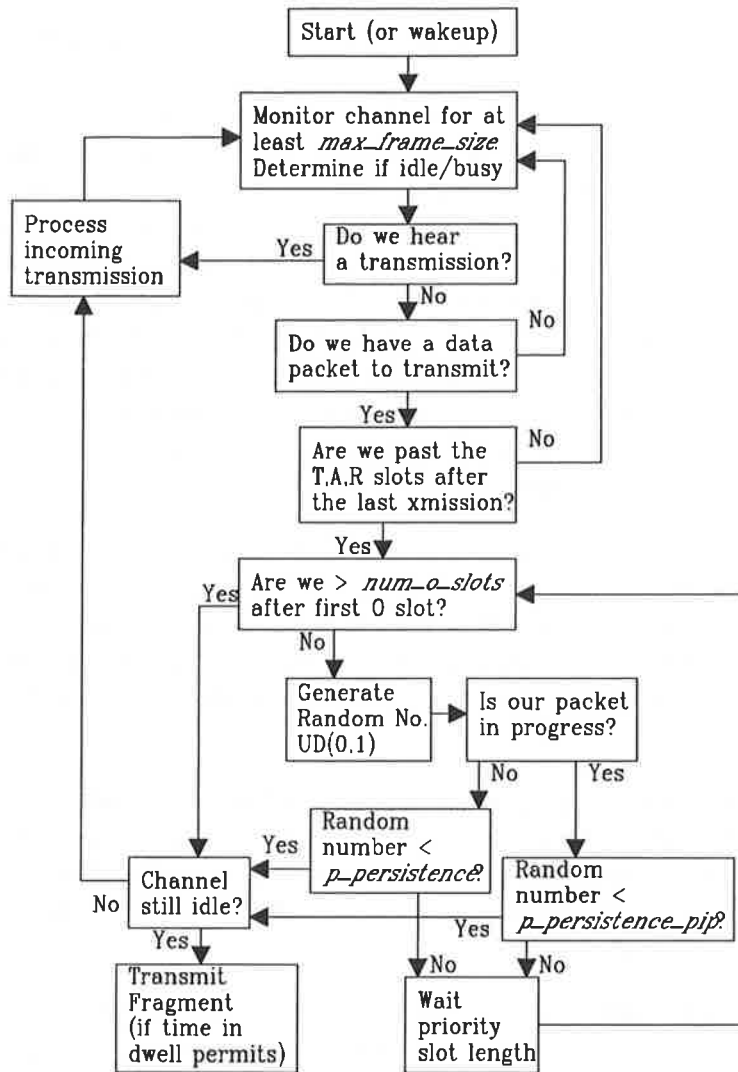 Start (or wakeup)
Monitor channel for at
least max_frame_size.
Determine if idle/busy
Process
incoming
transmission
Yes
Do we hear
a transmission?
No
No
Do we have a data
packet to transmit?
Yes
No
Are we past the
T,A,R slots after
the last xmission?
Yes
Yes
Are we > num_o_slots
after first O slot?
No
Generate
Random No.
UD(0,1)
Is our packet
in progress?
No
Yes
Yes
Random
number <
p_persistence?
No
Channel
still idle?
Yes
Random
number <
p_persistence_pip?
Yes
Transmit
Fragment
(if time in
dwell permits)
No
No
Wait
priority
slot length